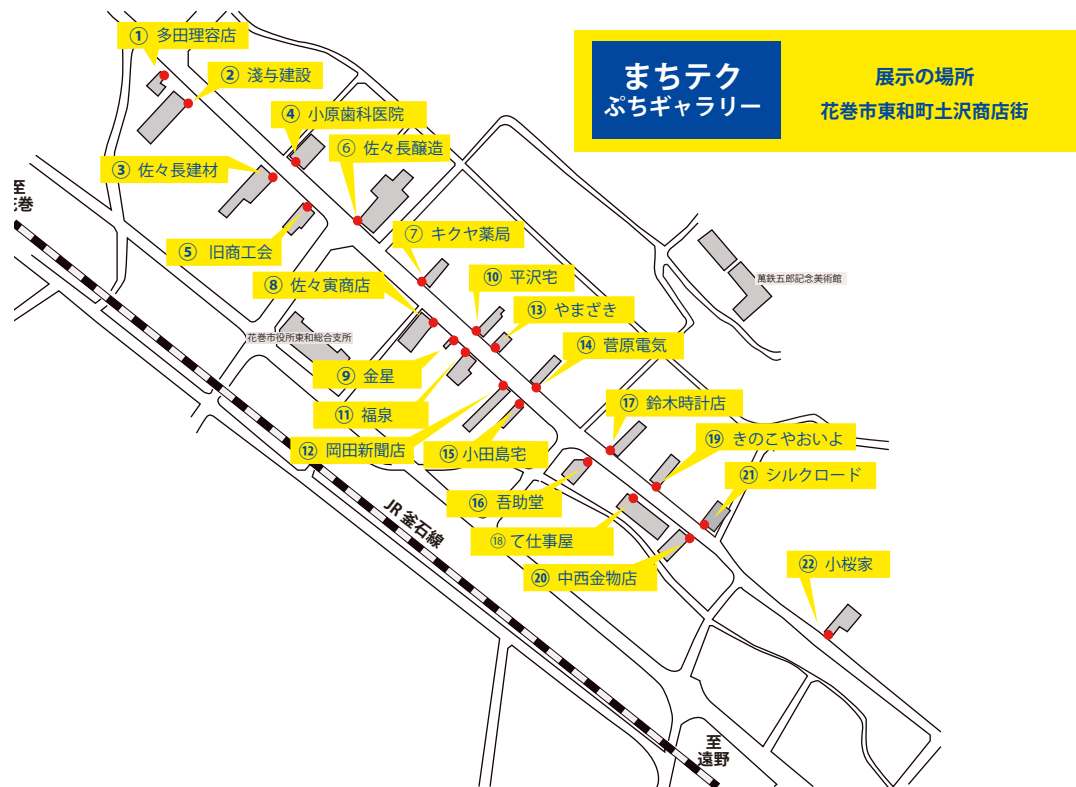 まちテク
ぷちギャラリー
展示の場所
花巻市東和町土沢商店街
① 多田理容店
② 淺与建設
④ 小原歯科医院
⑥ 佐々長醸造
③ 佐々長建材
至
花巻
⑤ 旧商工会
⑦ キクヤ薬局
⑧ 佐々寅商店
⑩ 平沢宅
萬鉄五郎記念美術館
⑬ やまざき
花巻市役所東和総合支所
⑭ 菅原電気
⑨ 金星
⑪ 福泉
⑰ 鈴木時計店
⑫ 岡田新聞店
⑮ 小田島宅
⑲ きのこやおいよ
㉑ シルクロード
⑯ 吾助堂
JR 釜石線
⑱ て仕事屋
⑳ 中西金物店
㉒ 小桜家
至
遠野